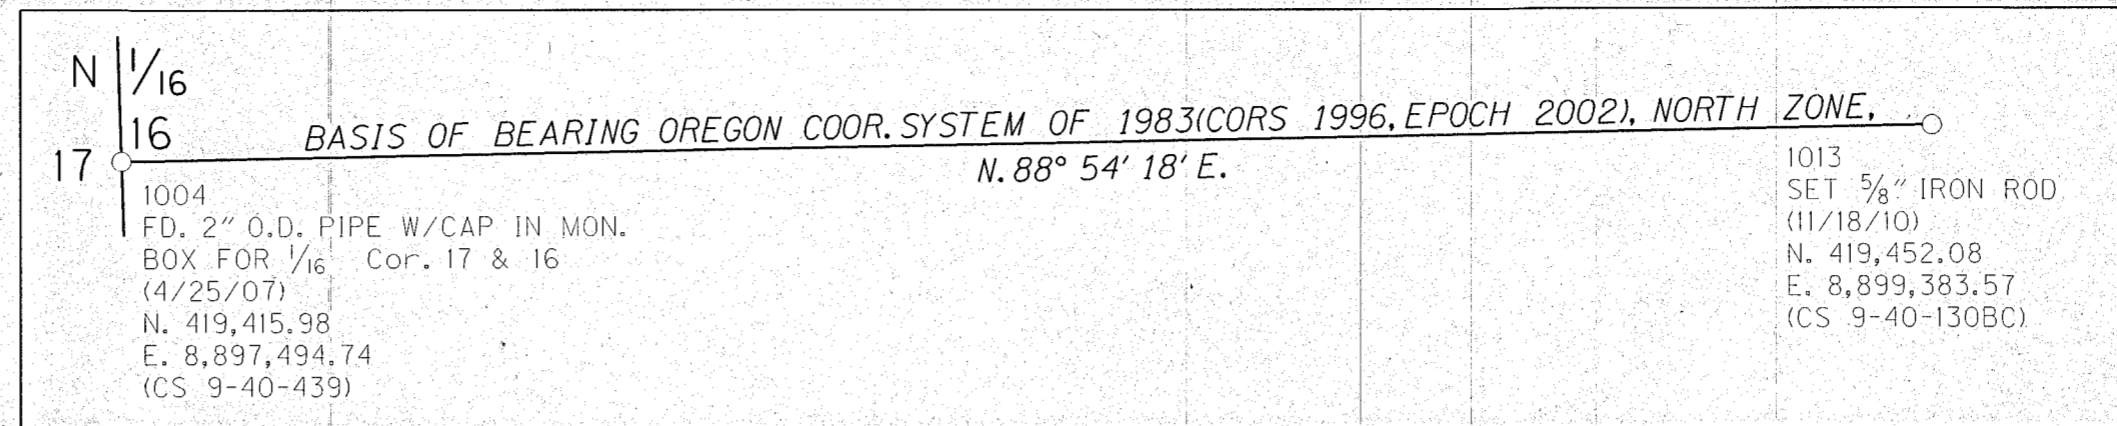 N 1/16
16
17
BASIS OF BEARING OREGON COOR. SYSTEM OF 1983(CORS 1996, EPOCH 2002), NORTH ZONE,
N. 88° 54' 18' E.
1004
FD. 2" O.D. PIPE W/CAP IN MON.
BOX FOR 1/16 Cor. 17 & 16
(4/25/07)
N. 419,415.98
E. 8,897,494.74
(CS 9-40-439)
1013
SET 5/8" IRON ROD
(11/18/10)
N. 419,452.08
E. 8,899,383.57
(CS 9-40-130BC)